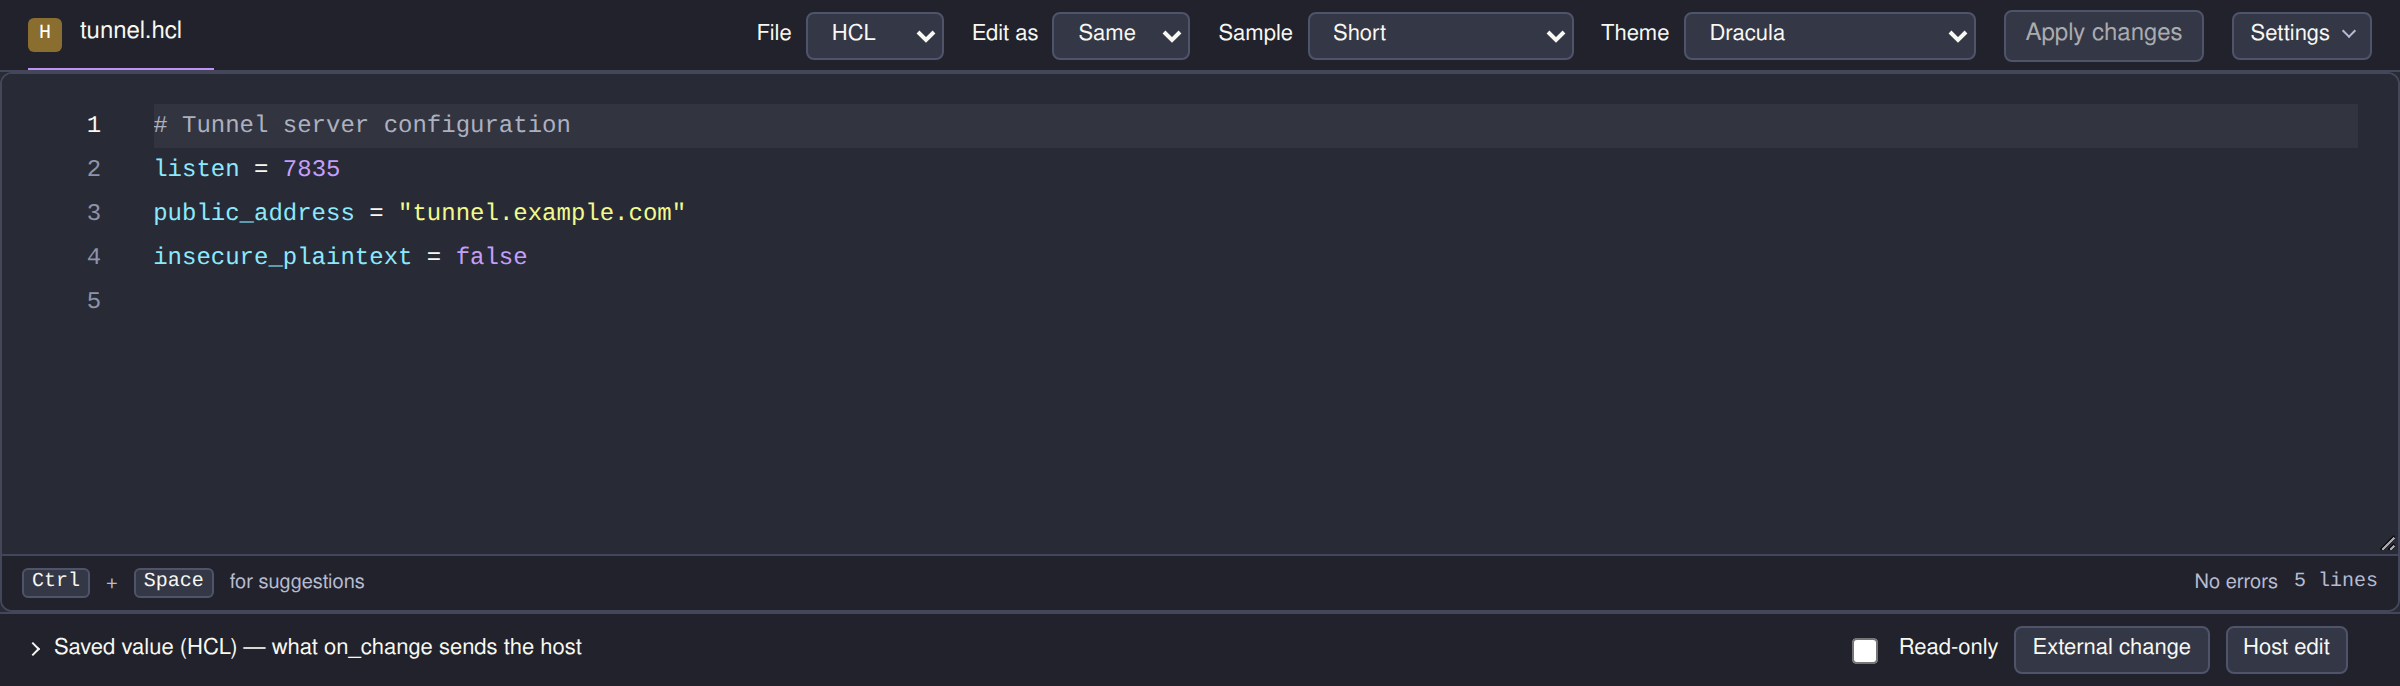 H tunnel.hcl File HCL Edit as Same Sample Short Theme Dracula Apply changes Settings
1 # Tunnel server configuration
2 listen = 7835
3 public_address = "tunnel.example.com"
4 insecure_plaintext = false
5
Ctrl + Space for suggestions No errors 5 lines
Saved value (HCL) — what on_change sends the host Read-only External change Host edit